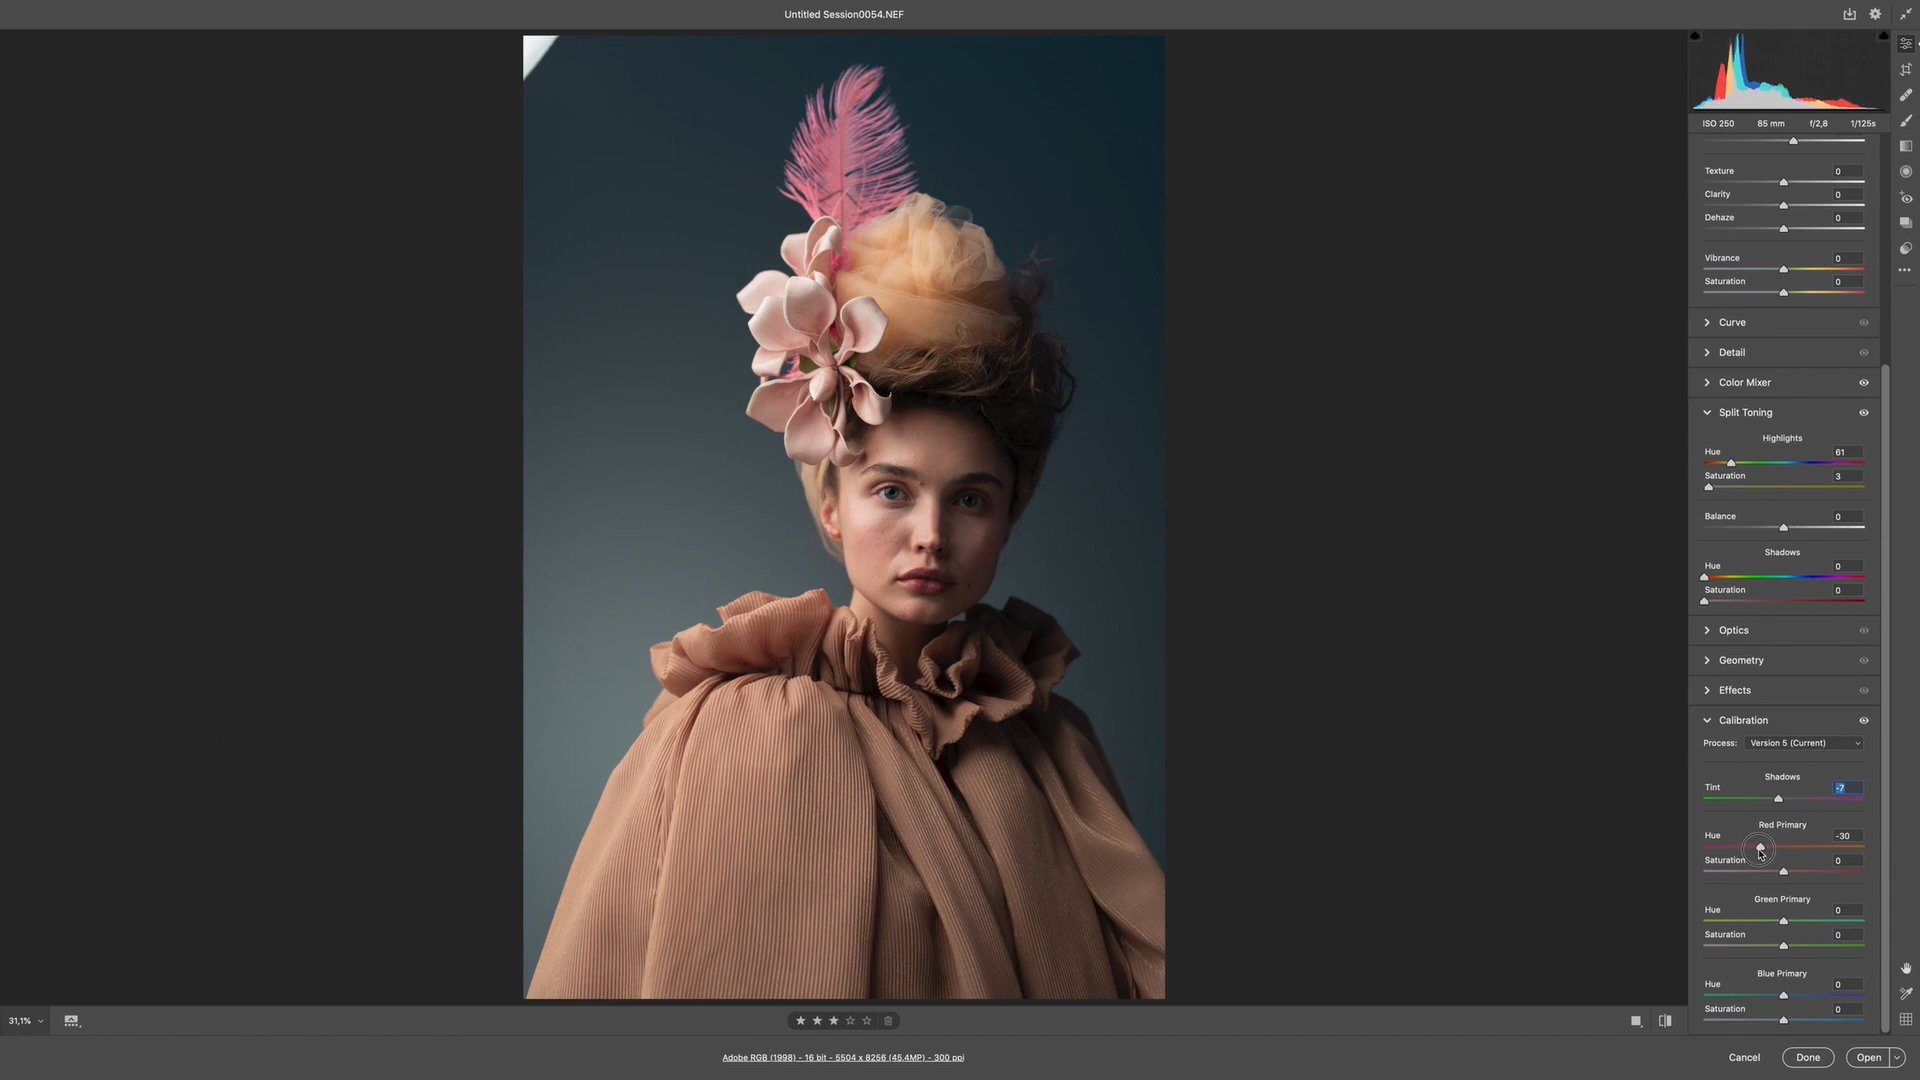 Untitled Session0054.NEF
ISO 250 85 mm f/2,8 1/125s
Texture 0
Clarity 0
Dehaze 0
Vibrance 0
Saturation 0
Curve
Detail
Color Mixer
Split Toning
Highlights
Hue 61
Saturation 3
Balance 0
Shadows
Hue 0
Saturation 0
Optics
Geometry
Effects
Calibration
Process: Version 5 (Current)
Shadows
Tint -7
Red Primary
Hue -30
Saturation 0
Green Primary
Hue 0
Saturation 0
Blue Primary
Hue 0
Saturation 0
31,1%
Adobe RGB (1998) - 16 bit - 5504 x 8256 (45,4MP) - 300 ppi
Cancel Done Open